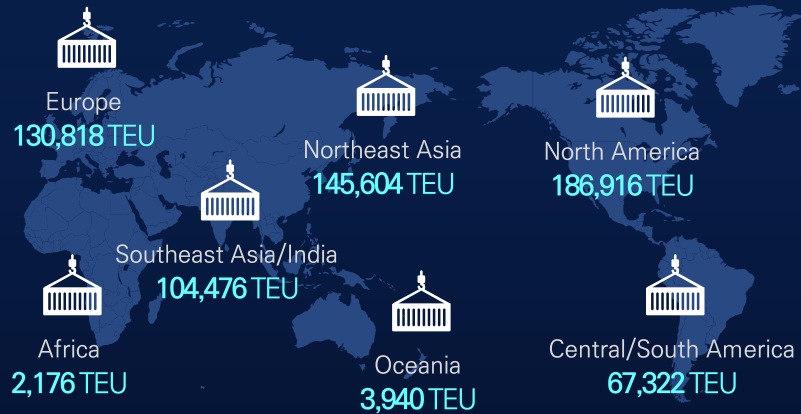 Europe
130,818 TEU
Northeast Asia
145,604 TEU
North America
186,916 TEU
Southeast Asia/India
104,476 TEU
Africa
2,176 TEU
Oceania
3,940 TEU
Central/South America
67,322 TEU